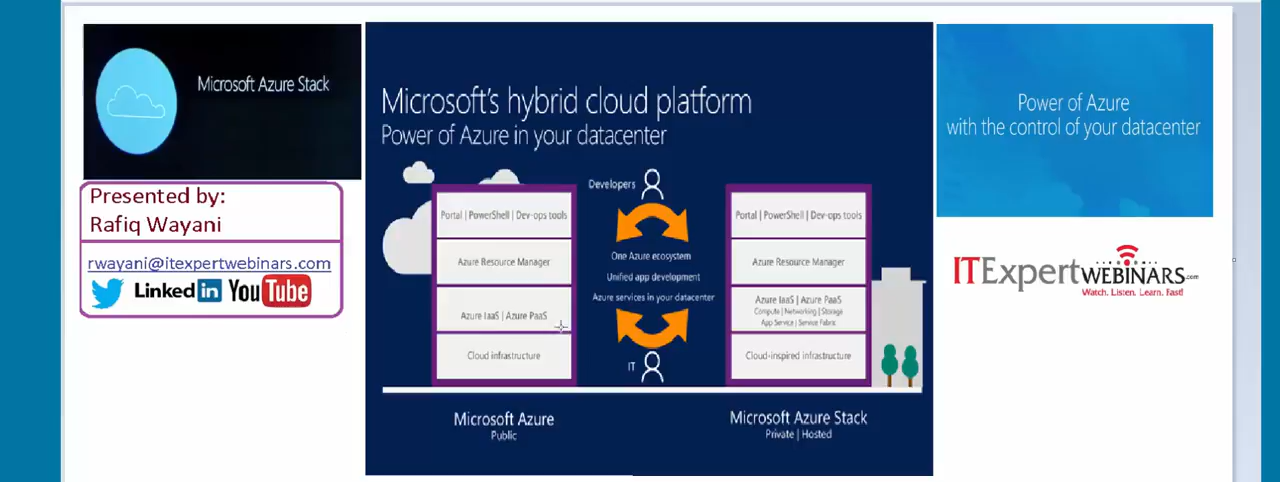 Microsoft Azure Stack
Presented by:
Rafiq Wayani
rwayani@itexpertwebinars.com
Linked in YouTube
Microsoft's hybrid cloud platform
Power of Azure in your datacenter
Developers
Portal | PowerShell | Dev-ops tools
Azure Resource Manager
Azure IaaS | Azure PaaS
Cloud infrastructure
One Azure ecosystem
Unified app development
Azure services in your datacenter
IT
Portal | PowerShell | Dev-ops tools
Azure Resource Manager
Azure IaaS | Azure PaaS
Compute | Networking | Storage
App Service | Service Fabric
Cloud-inspired infrastructure
Microsoft Azure
Public
Microsoft Azure Stack
Private | Hosted
Power of Azure
with the control of your datacenter
ITExpertWEBINARS.com
Watch. Listen. Learn. Fast!